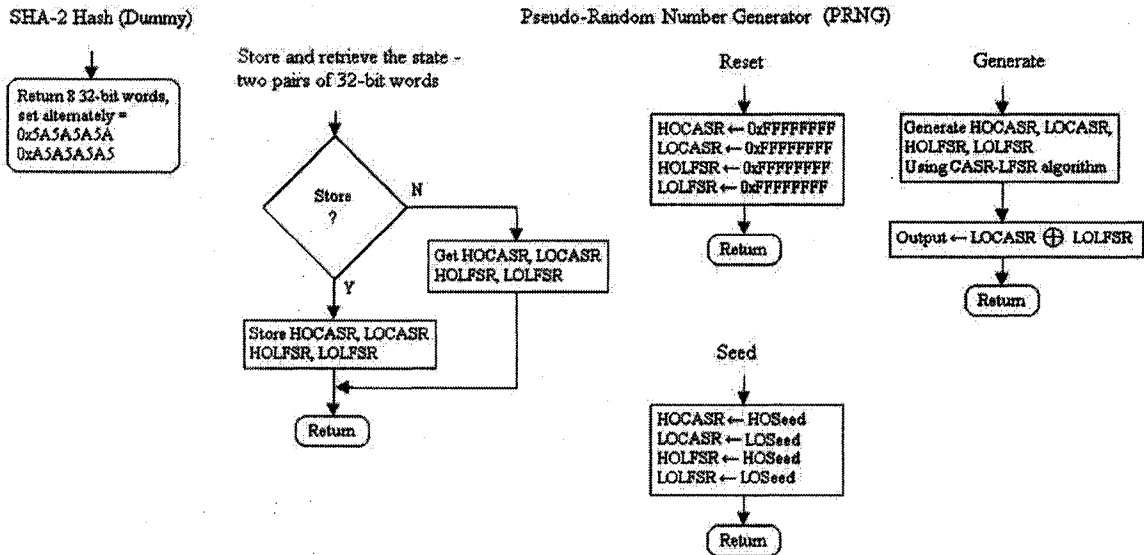 SHA-2 Hash (Dummy)
Return 8 32-bit words,
set alternately =
0x5A5A5A5A
0xA5A5A5A5
Pseudo-Random Number Generator (PRNG)
Store and retrieve the state -
two pairs of 32-bit words
Store
?
N
Y
Get HOCASR, LOCASR
HOLFSR, LOLFSR
Store HOCASR, LOCASR
HOLFSR, LOLFSR
Return
Reset
HOCASR ← 0xFFFFFFFF
LOCASR ← 0xFFFFFFFF
HOLFSR ← 0xFFFFFFFF
LOLFSR ← 0xFFFFFFFF
Return
Generate
Generate HOCASR, LOCASR,
HOLFSR, LOLFSR
Using CASR-LFSR algorithm
Output ← LOCASR ⊕ LOLFSR
Return
Seed
HOCASR ← HOSeed
LOCASR ← LOSeed
HOLFSR ← HOSeed
LOLFSR ← LOSeed
Return